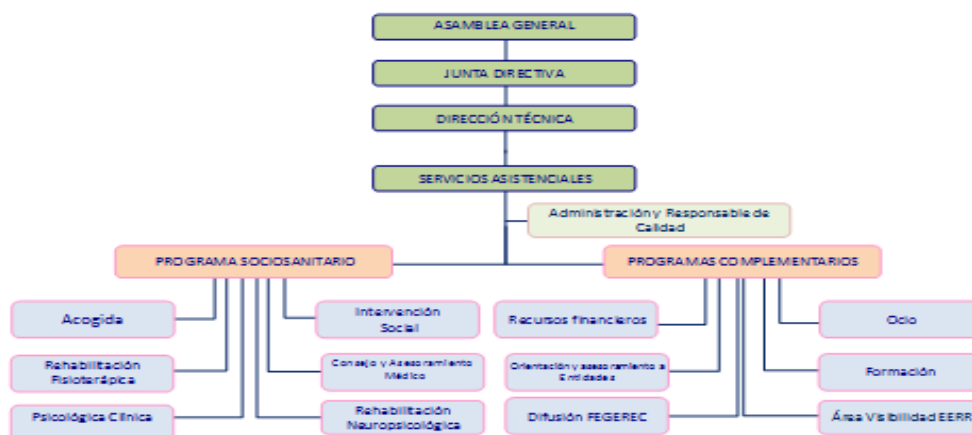 ASAMBLEA GENERAL
JUNTA DIRECTIVA
DIRECCIÓN TÉCNICA
SERVICIOS ASISTENCIALES
Administración y Responsable de
Calidad
PROGRAMA SOCIOSANITARIO
PROGRAMAS COMPLEMENTARIOS
Acogida
Intervención
Social
Rehabilitación
Fisioterápica
Consejo y Asesoramiento
Médico
Psicológica Clínica
Rehabilitación
Neuropsicológica
Recursos financieros
Ocio
Orientación y asesoramiento a
Entidades
Formación
Difusión FEGEREC
Área Visibilidad EERR